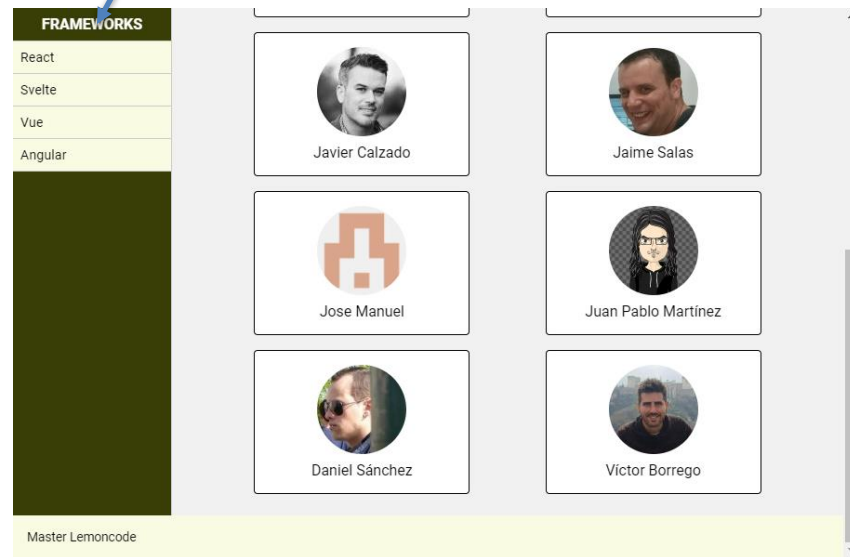 FRAMEWORKS
React
Svelte
Vue
Angular
Javier Calzado
Jaime Salas
Jose Manuel
Juan Pablo Martínez
Daniel Sánchez
Víctor Borrego
Master Lemoncode